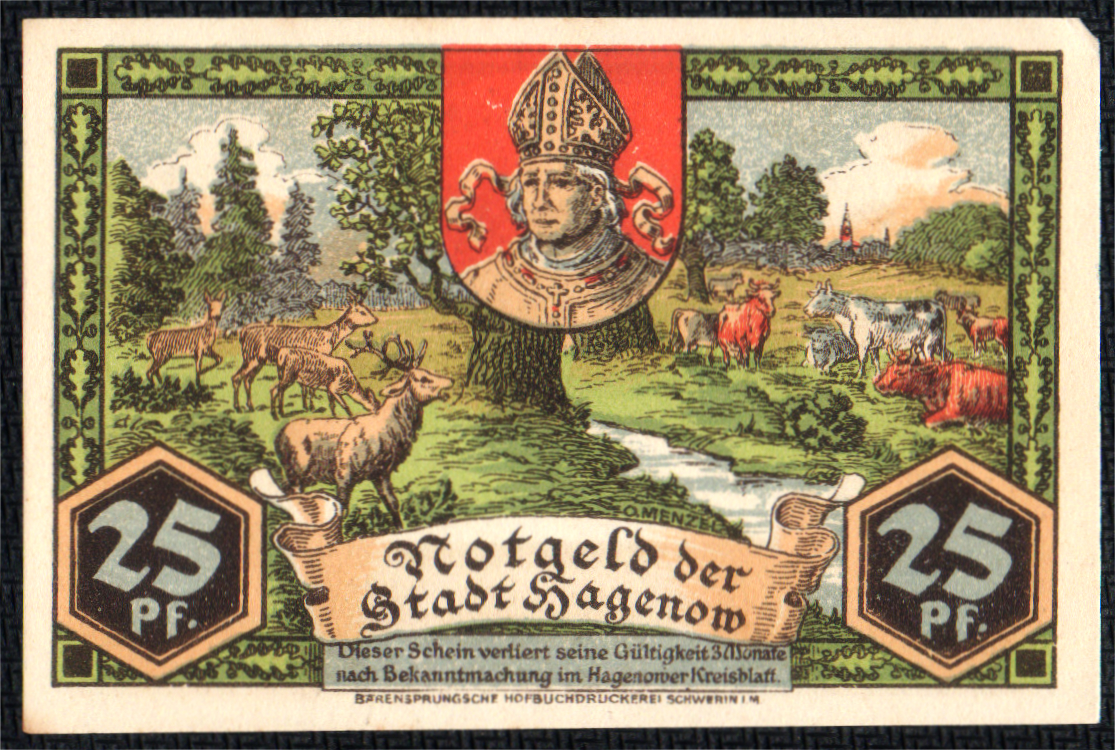 O. MENZEL
Notgeld der
Stadt Hagenow
25
Pf.
25
Pf.
Dieser Schein verliert seine Gültigkeit 3 Monate
nach Bekanntmachung im Hagenower Kreisblatt.
BÄRENSPRUNGSCHE HOFBUCHDRUCKEREI SCHWERIN I.M